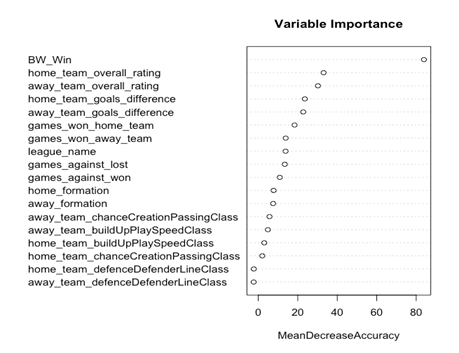 Variable Importance
BW_Win
home_team_overall_rating
away_team_overall_rating
home_team_goals_difference
away_team_goals_difference
games_won_home_team
games_won_away_team
league_name
games_against_lost
games_against_won
home_formation
away_formation
away_team_chanceCreationPassingClass
away_team_buildUpPlaySpeedClass
home_team_buildUpPlaySpeedClass
home_team_chanceCreationPassingClass
home_team_defenceDefenderLineClass
away_team_defenceDefenderLineClass
0 20 40 60 80
MeanDecreaseAccuracy